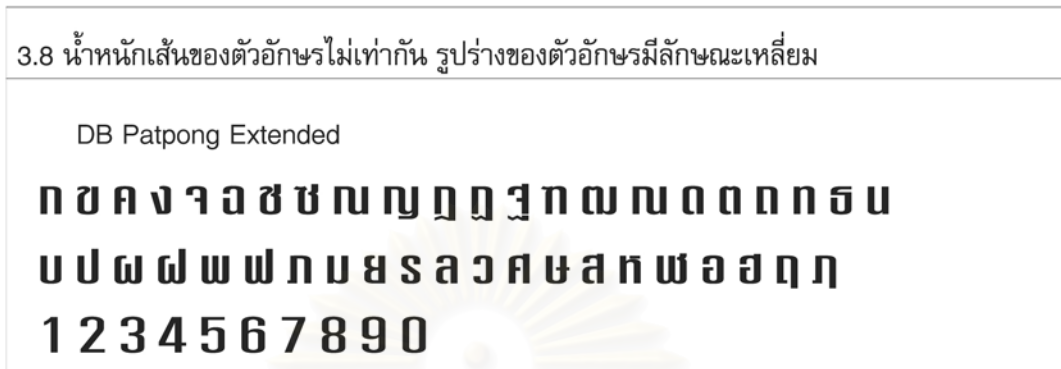 3.8 น้ำหนักเส้นของตัวอักษรไม่เท่ากัน รูปร่างของตัวอักษรมีลักษณะเหลี่ยม
DB Patpong Extended
ก ข ค ง จ ฉ ช ซ ณ ญ ฎ ฏ ฐ ฑ ฒ ณ ด ต ถ ท ธ น
บ ป ผ ฝ พ ฟ ภ ม ย ร ล ว ศ ษ ส ห ฬ อ ฮ ฤ ฦ
1 2 3 4 5 6 7 8 9 0